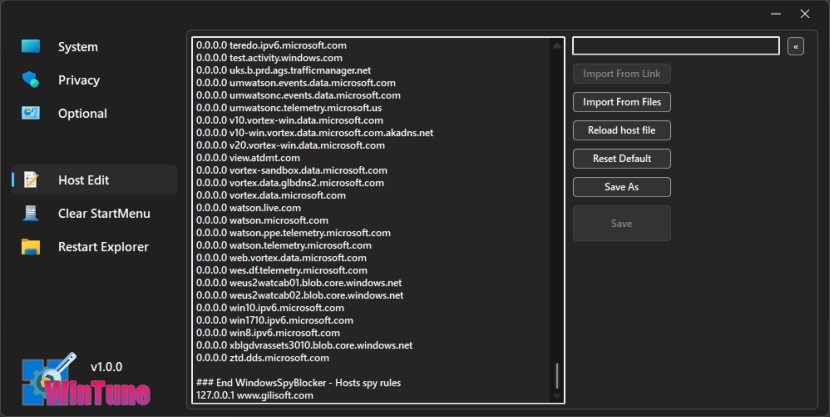 System
Privacy
Optional
Host Edit
Clear StartMenu
Restart Explorer
v1.0.0
WinTune
0.0.0.0 teredo.ipv6.microsoft.com
0.0.0.0 test.activity.windows.com
0.0.0.0 uks.b.prd.ags.trafficmanager.net
0.0.0.0 umwatson.events.data.microsoft.com
0.0.0.0 umwatsonc.events.data.microsoft.com
0.0.0.0 umwatsonc.telemetry.microsoft.us
0.0.0.0 v10.vortex-win.data.microsoft.com
0.0.0.0 v10-win.vortex.data.microsoft.com.akadns.net
0.0.0.0 v20.vortex-win.data.microsoft.com
0.0.0.0 view.atdmt.com
0.0.0.0 vortex-sandbox.data.microsoft.com
0.0.0.0 vortex.data.glbdns2.microsoft.com
0.0.0.0 vortex.data.microsoft.com
0.0.0.0 watson.live.com
0.0.0.0 watson.microsoft.com
0.0.0.0 watson.ppe.telemetry.microsoft.com
0.0.0.0 watson.telemetry.microsoft.com
0.0.0.0 web.vortex.data.microsoft.com
0.0.0.0 wes.df.telemetry.microsoft.com
0.0.0.0 weus2watcab01.blob.core.windows.net
0.0.0.0 weus2watcab02.blob.core.windows.net
0.0.0.0 win10.ipv6.microsoft.com
0.0.0.0 win1710.ipv6.microsoft.com
0.0.0.0 win8.ipv6.microsoft.com
0.0.0.0 xblgdvrassets3010.blob.core.windows.net
0.0.0.0 ztd.dds.microsoft.com
### End WindowsSpyBlocker - Hosts spy rules
127.0.0.1 www.gilisoft.com
«
Import From Link
Import From Files
Reload host file
Reset Default
Save As
Save